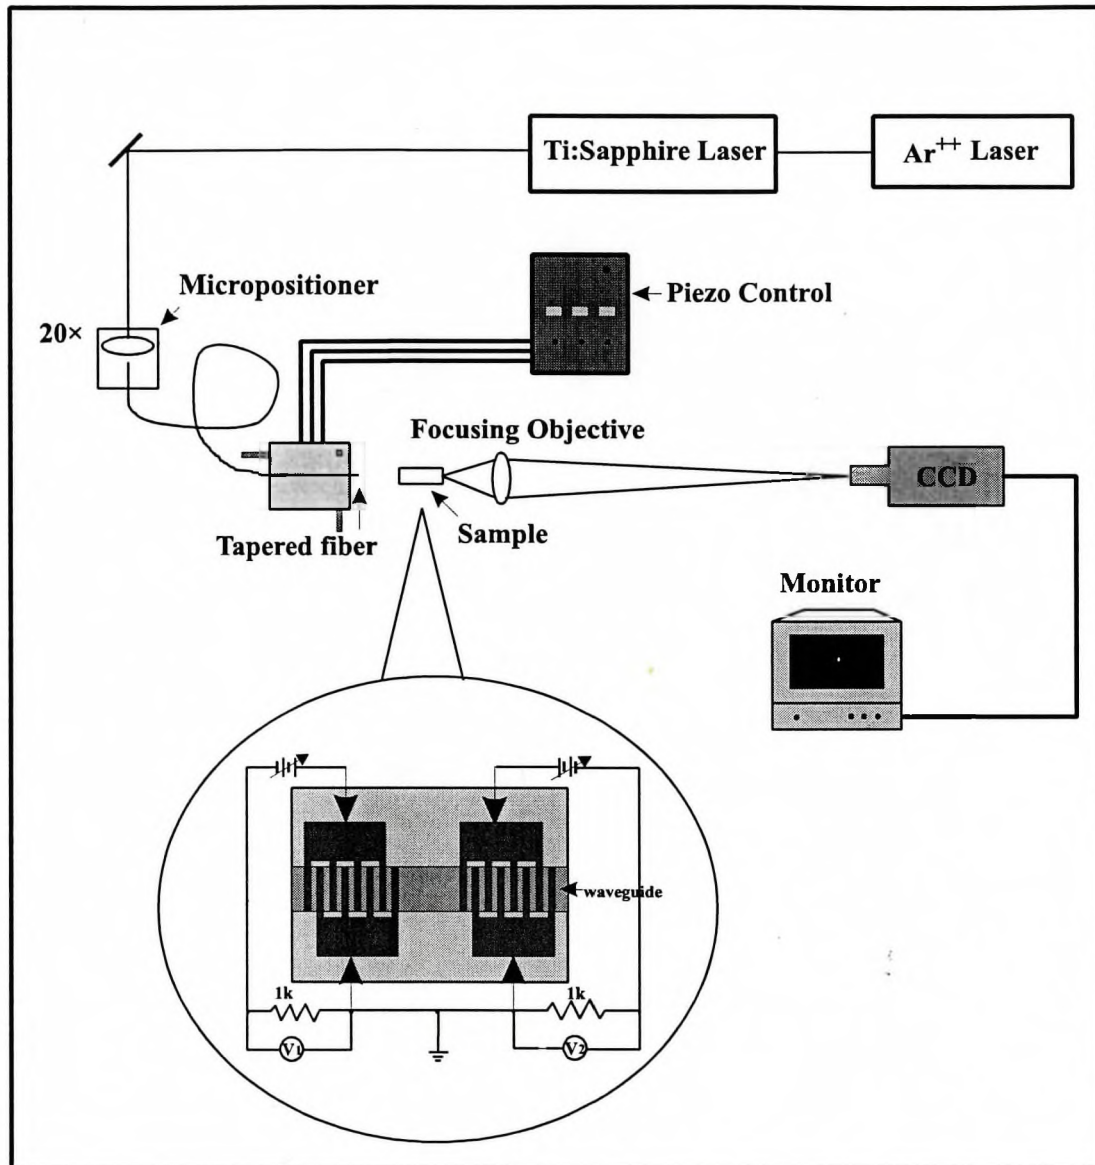 Ti:Sapphire Laser
Ar++ Laser
Micropositioner
20×
Piezo Control
Focusing Objective
CCD
Tapered fiber
Sample
Monitor
waveguide
1k
1k
V1
V2